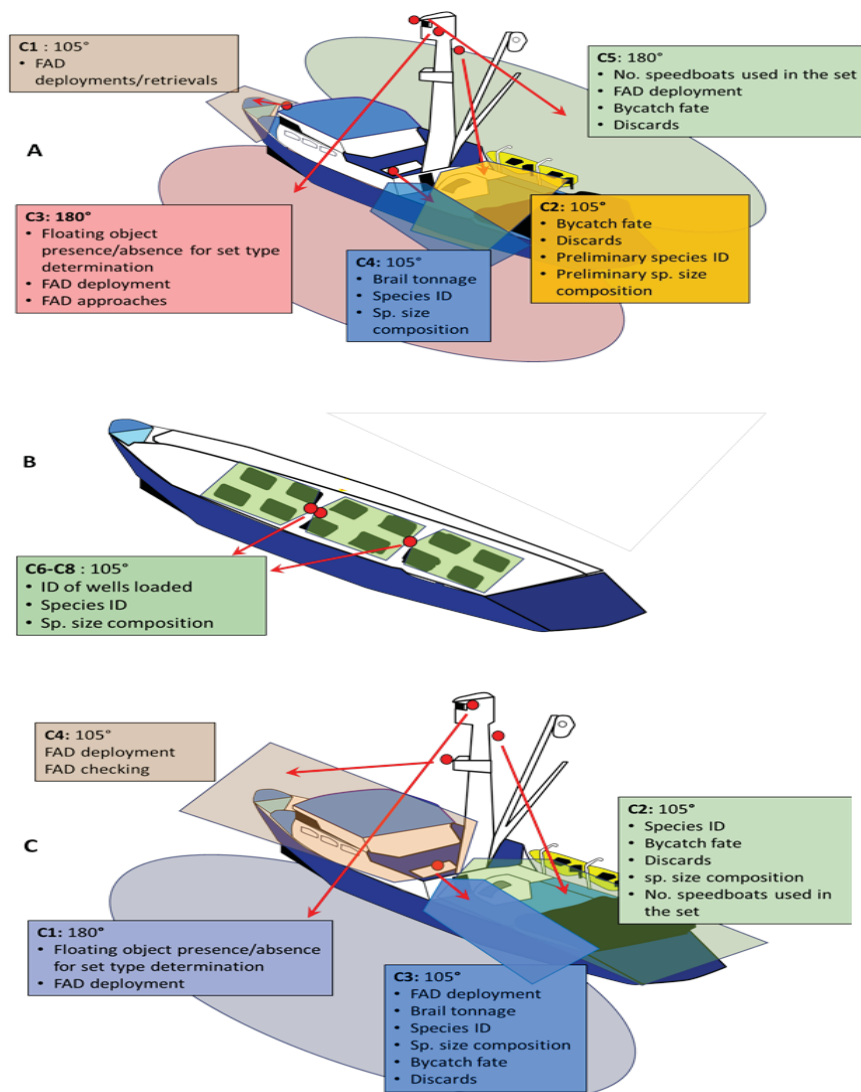 C1 : 105°
• FAD
deployments/retrievals
C5: 180°
• No. speedboats used in the set
• FAD deployment
• Bycatch fate
• Discards
A
C3: 180°
• Floating object
presence/absence for set type
determination
• FAD deployment
• FAD approaches
C4: 105°
• Brail tonnage
• Species ID
• Sp. size
composition
C2: 105°
• Bycatch fate
• Discards
• Preliminary species ID
• Preliminary sp. size
composition
B
C6-C8 : 105°
• ID of wells loaded
• Species ID
• Sp. size composition
C4: 105°
FAD deployment
FAD checking
C
C2: 105°
• Species ID
• Bycatch fate
• Discards
• sp. size composition
• No. speedboats used in
the set
C1: 180°
• Floating object presence/absence
for set type determination
• FAD deployment
C3: 105°
• FAD deployment
• Brail tonnage
• Species ID
• Sp. size composition
• Bycatch fate
• Discards